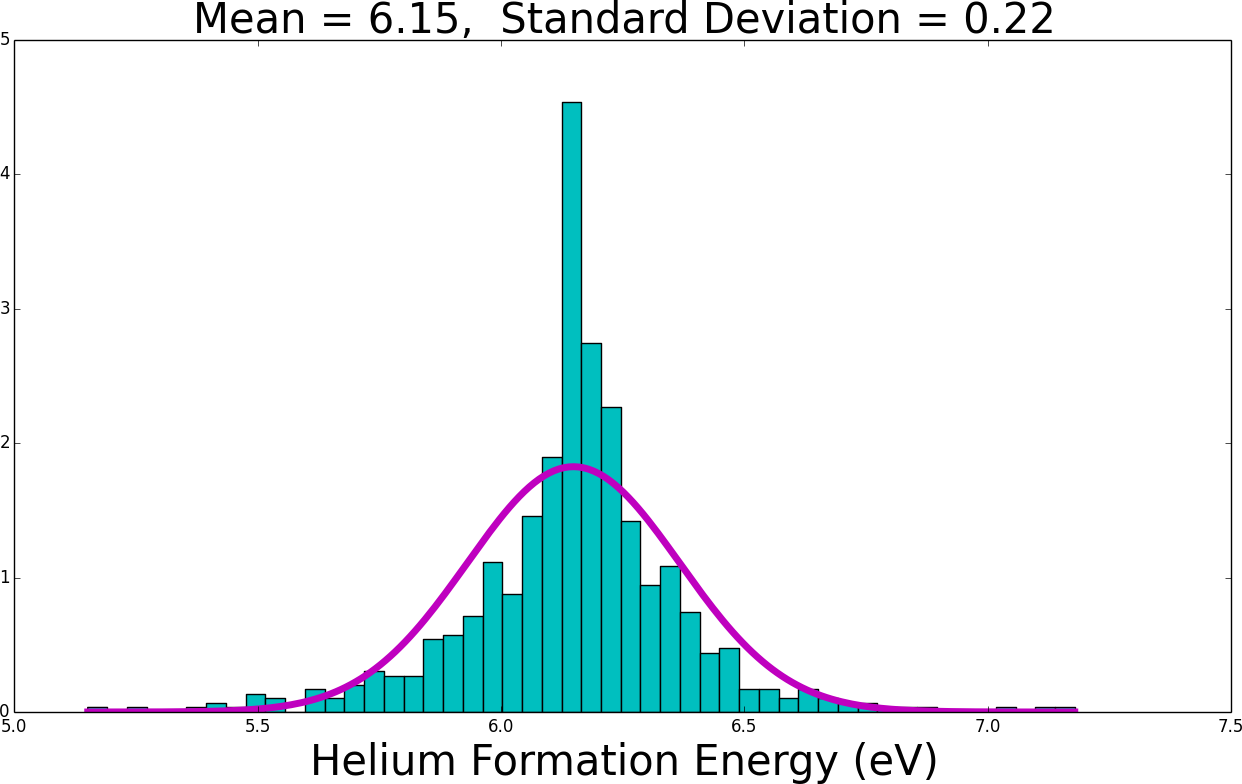 Mean = 6.15,  Standard Deviation = 0.22
5
4
3
2
1
0
5.0 5.5 6.0 6.5 7.0 7.5
Helium Formation Energy (eV)